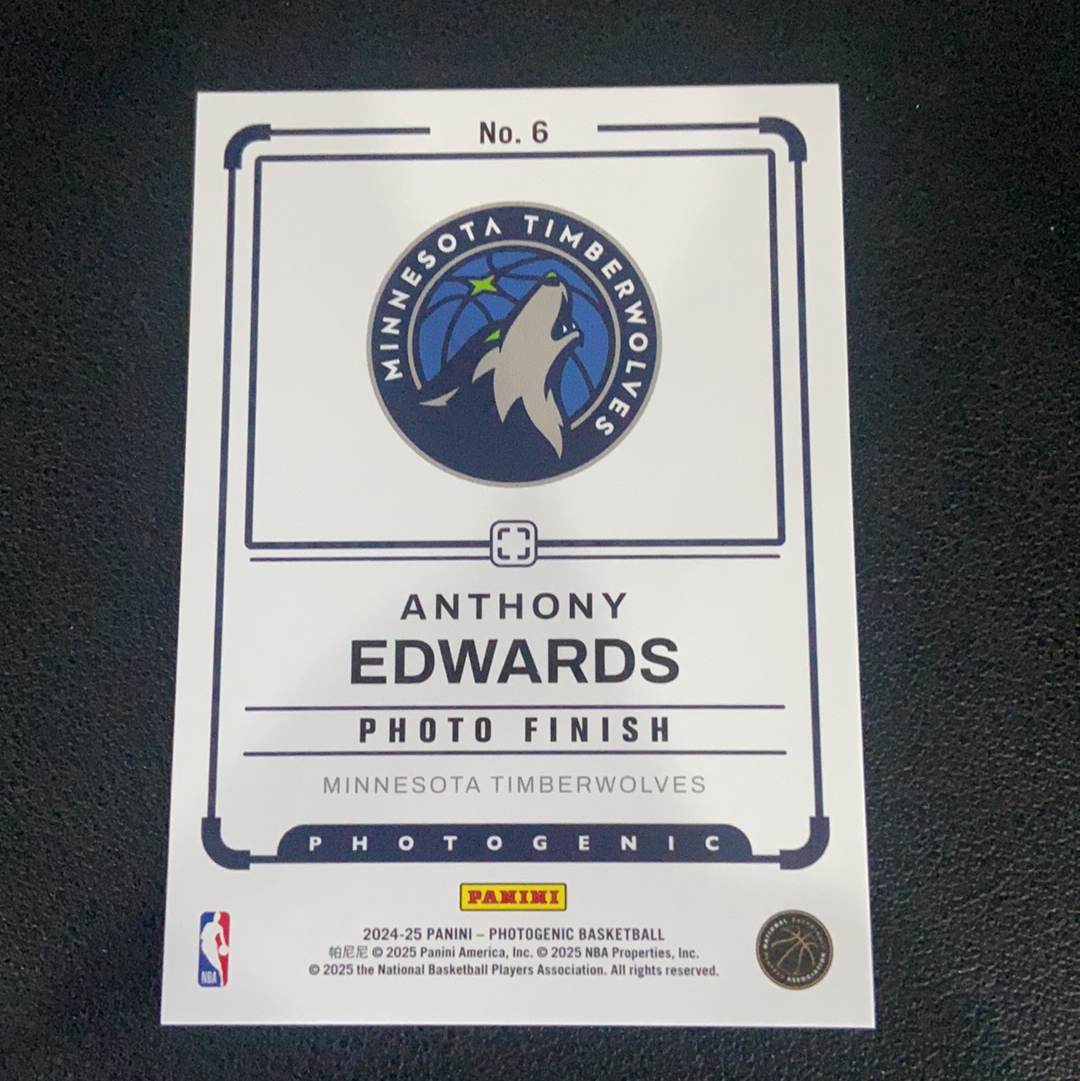 No. 6
MINNESOTA TIMBERWOLVES
ANTHONY
EDWARDS
PHOTO FINISH
MINNESOTA TIMBERWOLVES
PHOTOGENIC
PANINI
2024-25 PANINI – PHOTOGENIC BASKETBALL
帕尼尼 © 2025 Panini America, Inc. © 2025 NBA Properties, Inc.
© 2025 the National Basketball Players Association. All rights reserved.
NBA